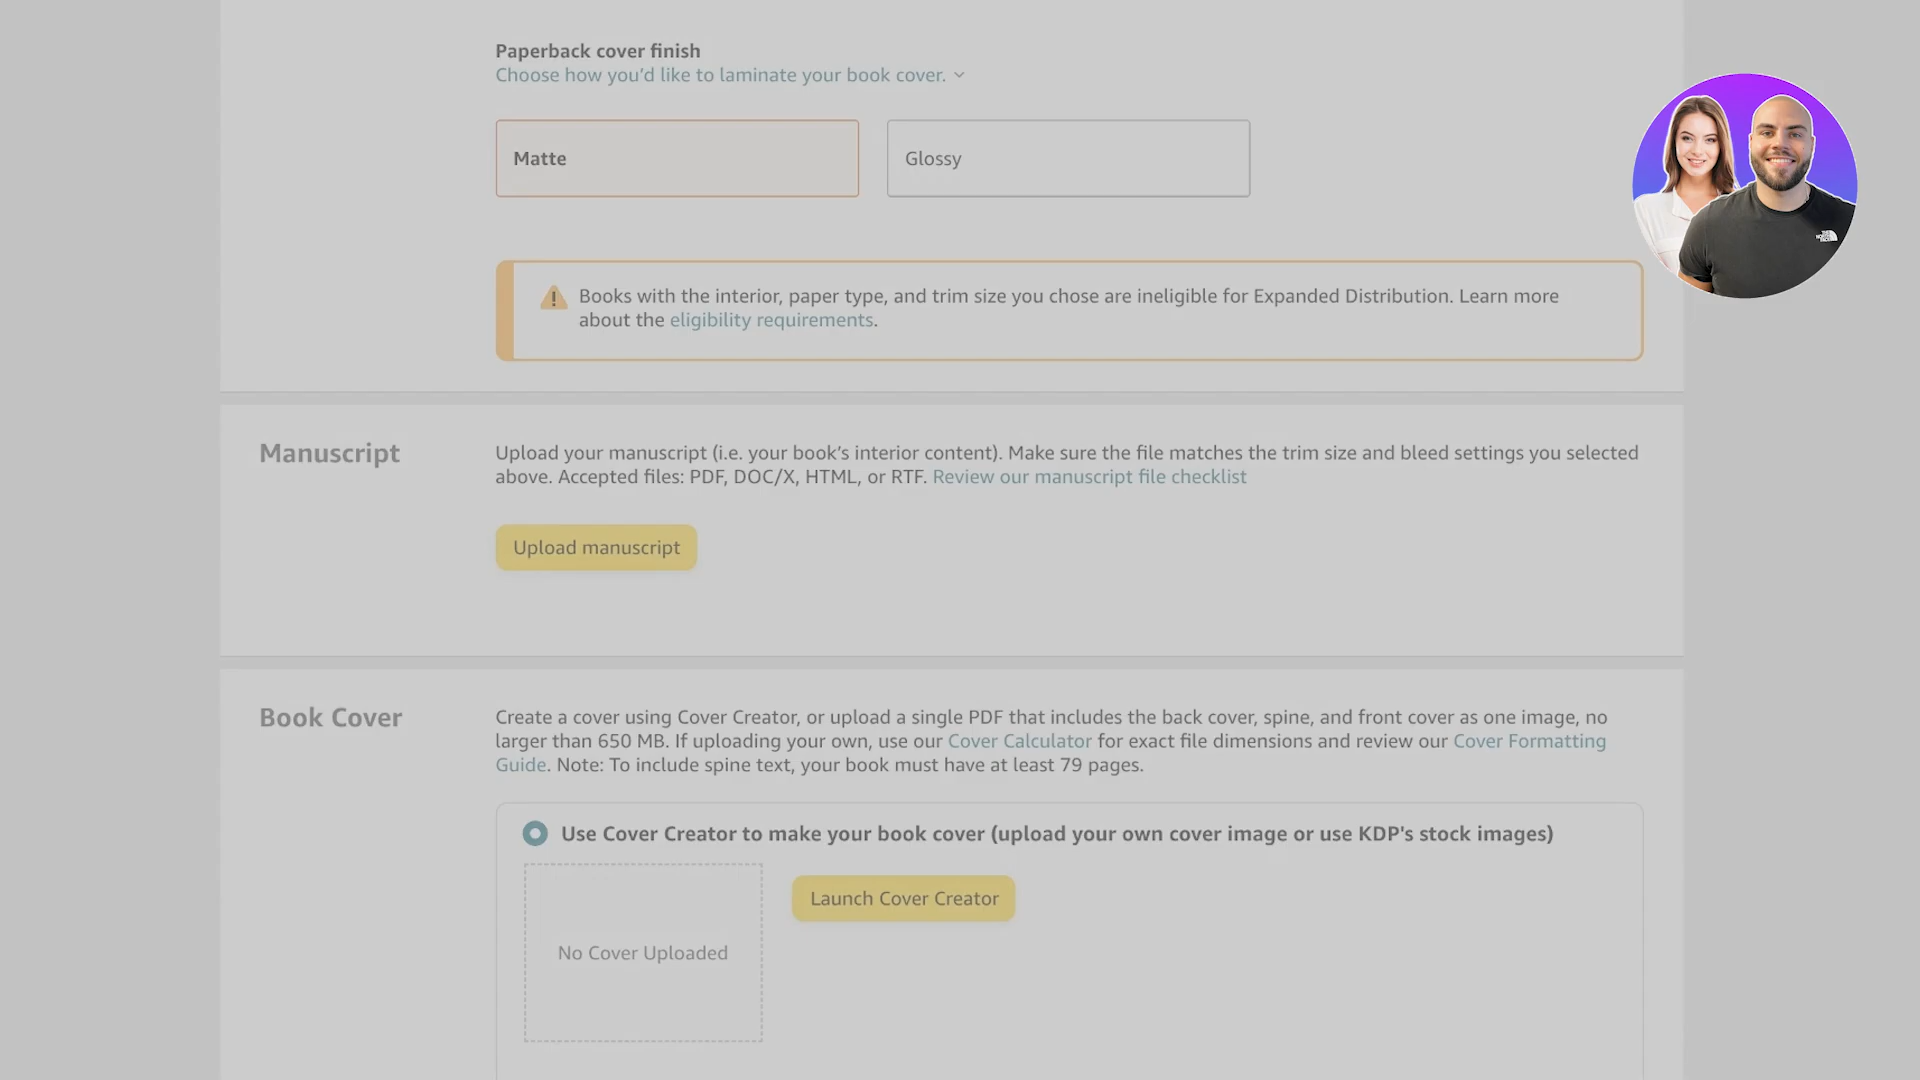 Paperback cover finish
Choose how you'd like to laminate your book cover.
Matte
Glossy
Books with the interior, paper type, and trim size you chose are ineligible for Expanded Distribution. Learn more
about the eligibility requirements.
Manuscript
Upload your manuscript (i.e. your book's interior content). Make sure the file matches the trim size and bleed settings you selected
above. Accepted files: PDF, DOC/X, HTML, or RTF. Review our manuscript file checklist
Upload manuscript
Book Cover
Create a cover using Cover Creator, or upload a single PDF that includes the back cover, spine, and front cover as one image, no
larger than 650 MB. If uploading your own, use our Cover Calculator for exact file dimensions and review our Cover Formatting
Guide. Note: To include spine text, your book must have at least 79 pages.
Use Cover Creator to make your book cover (upload your own cover image or use KDP's stock images)
Launch Cover Creator
No Cover Uploaded